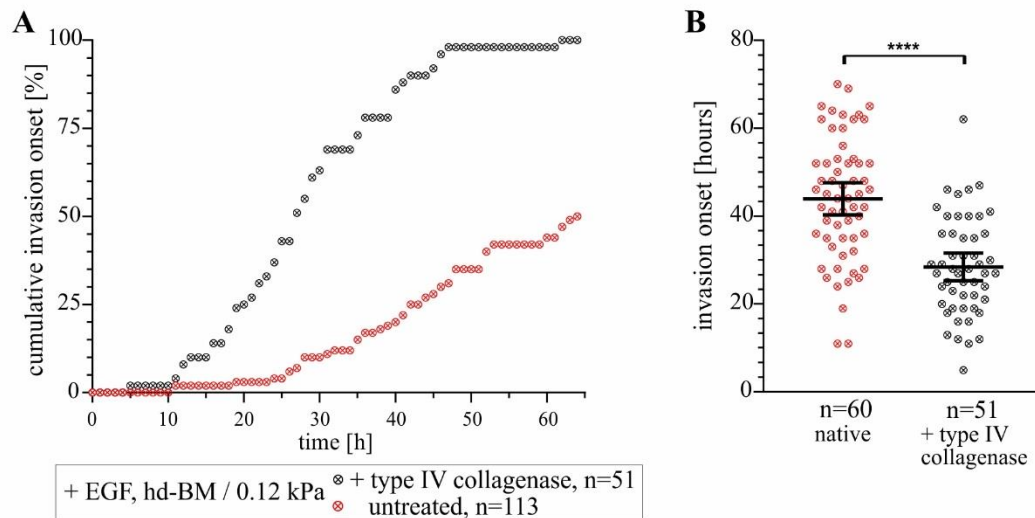 A
cumulative invasion onset [%]
100
75
50
25
0
0 10 20 30 40 50 60
time [h]
+ EGF, hd-BM / 0.12 kPa
+ type IV collagenase, n=51
untreated, n=113
B
****
invasion onset [hours]
80
60
40
20
0
n=60
native
n=51
+ type IV
collagenase